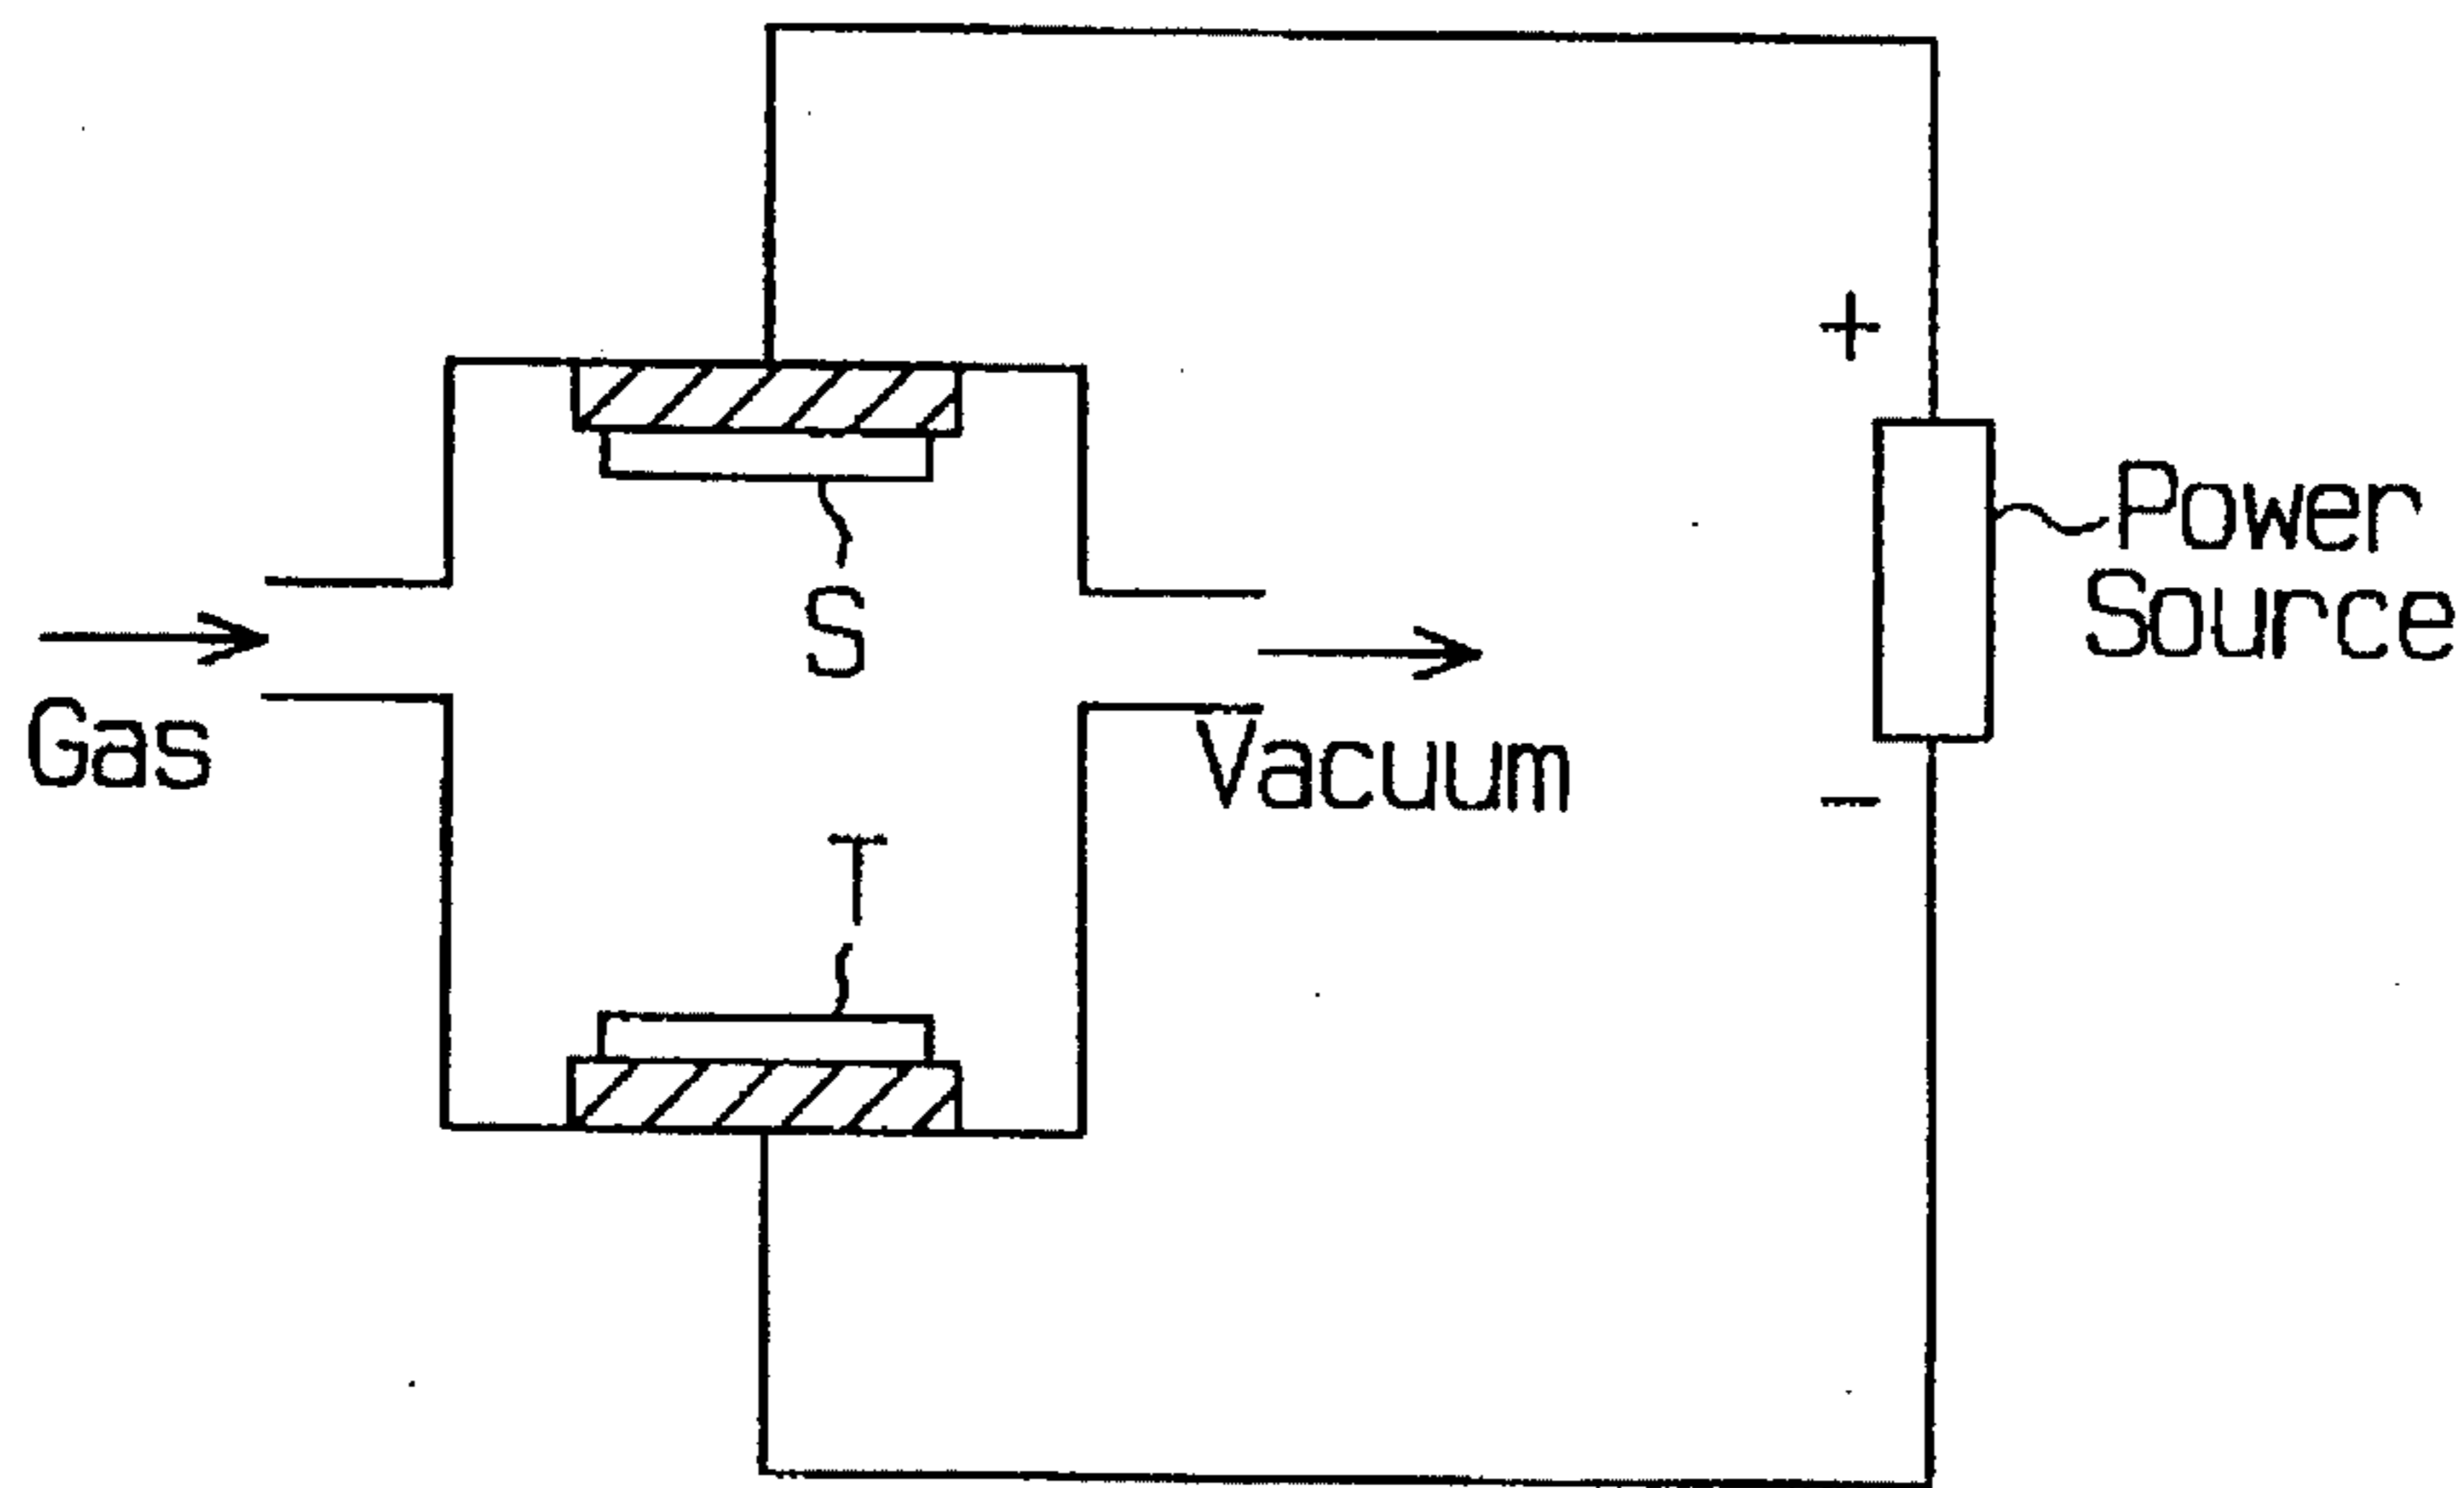 +
Power
Source
S
Gas
Vacuum
−
T